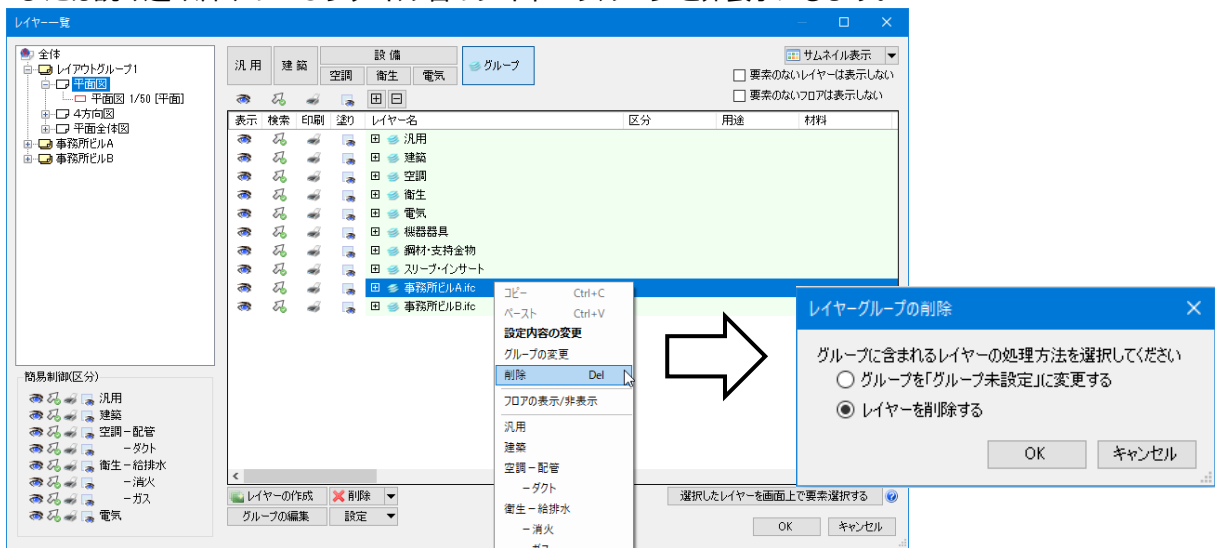 レイヤー一覧
全体
レイアウトグループ1
平面図
平面図 1/50 [平面]
4方向図
平面全体図
事務所ビルA
事務所ビルB
汎用
建築
設備
空調
衛生
電気
グループ
サムネイル表示
要素のないレイヤーは表示しない
要素のないフロアは表示しない
表示 検索 印刷 塗り レイヤー名 区分 用途 材料
汎用
建築
空調
衛生
電気
機器器具
鋼材・支持金物
スリーブ・インサート
事務所ビルA.ifc
事務所ビルB.ifc
コピー Ctrl+C
ペースト Ctrl+V
設定内容の変更
グループの変更
削除 Del
フロアの表示/非表示
汎用
建築
空調－配管
－ダクト
衛生－給排水
－消火
簡易制御(区分)
汎用
建築
空調－配管
－ダクト
衛生－給排水
－消火
－ガス
電気
レイヤーの作成
削除
グループの編集
設定
選択したレイヤーを画面上で要素選択する
OK
キャンセル
レイヤーグループの削除
グループに含まれるレイヤーの処理方法を選択してください
グループを「グループ未設定」に変更する
レイヤーを削除する
OK
キャンセル